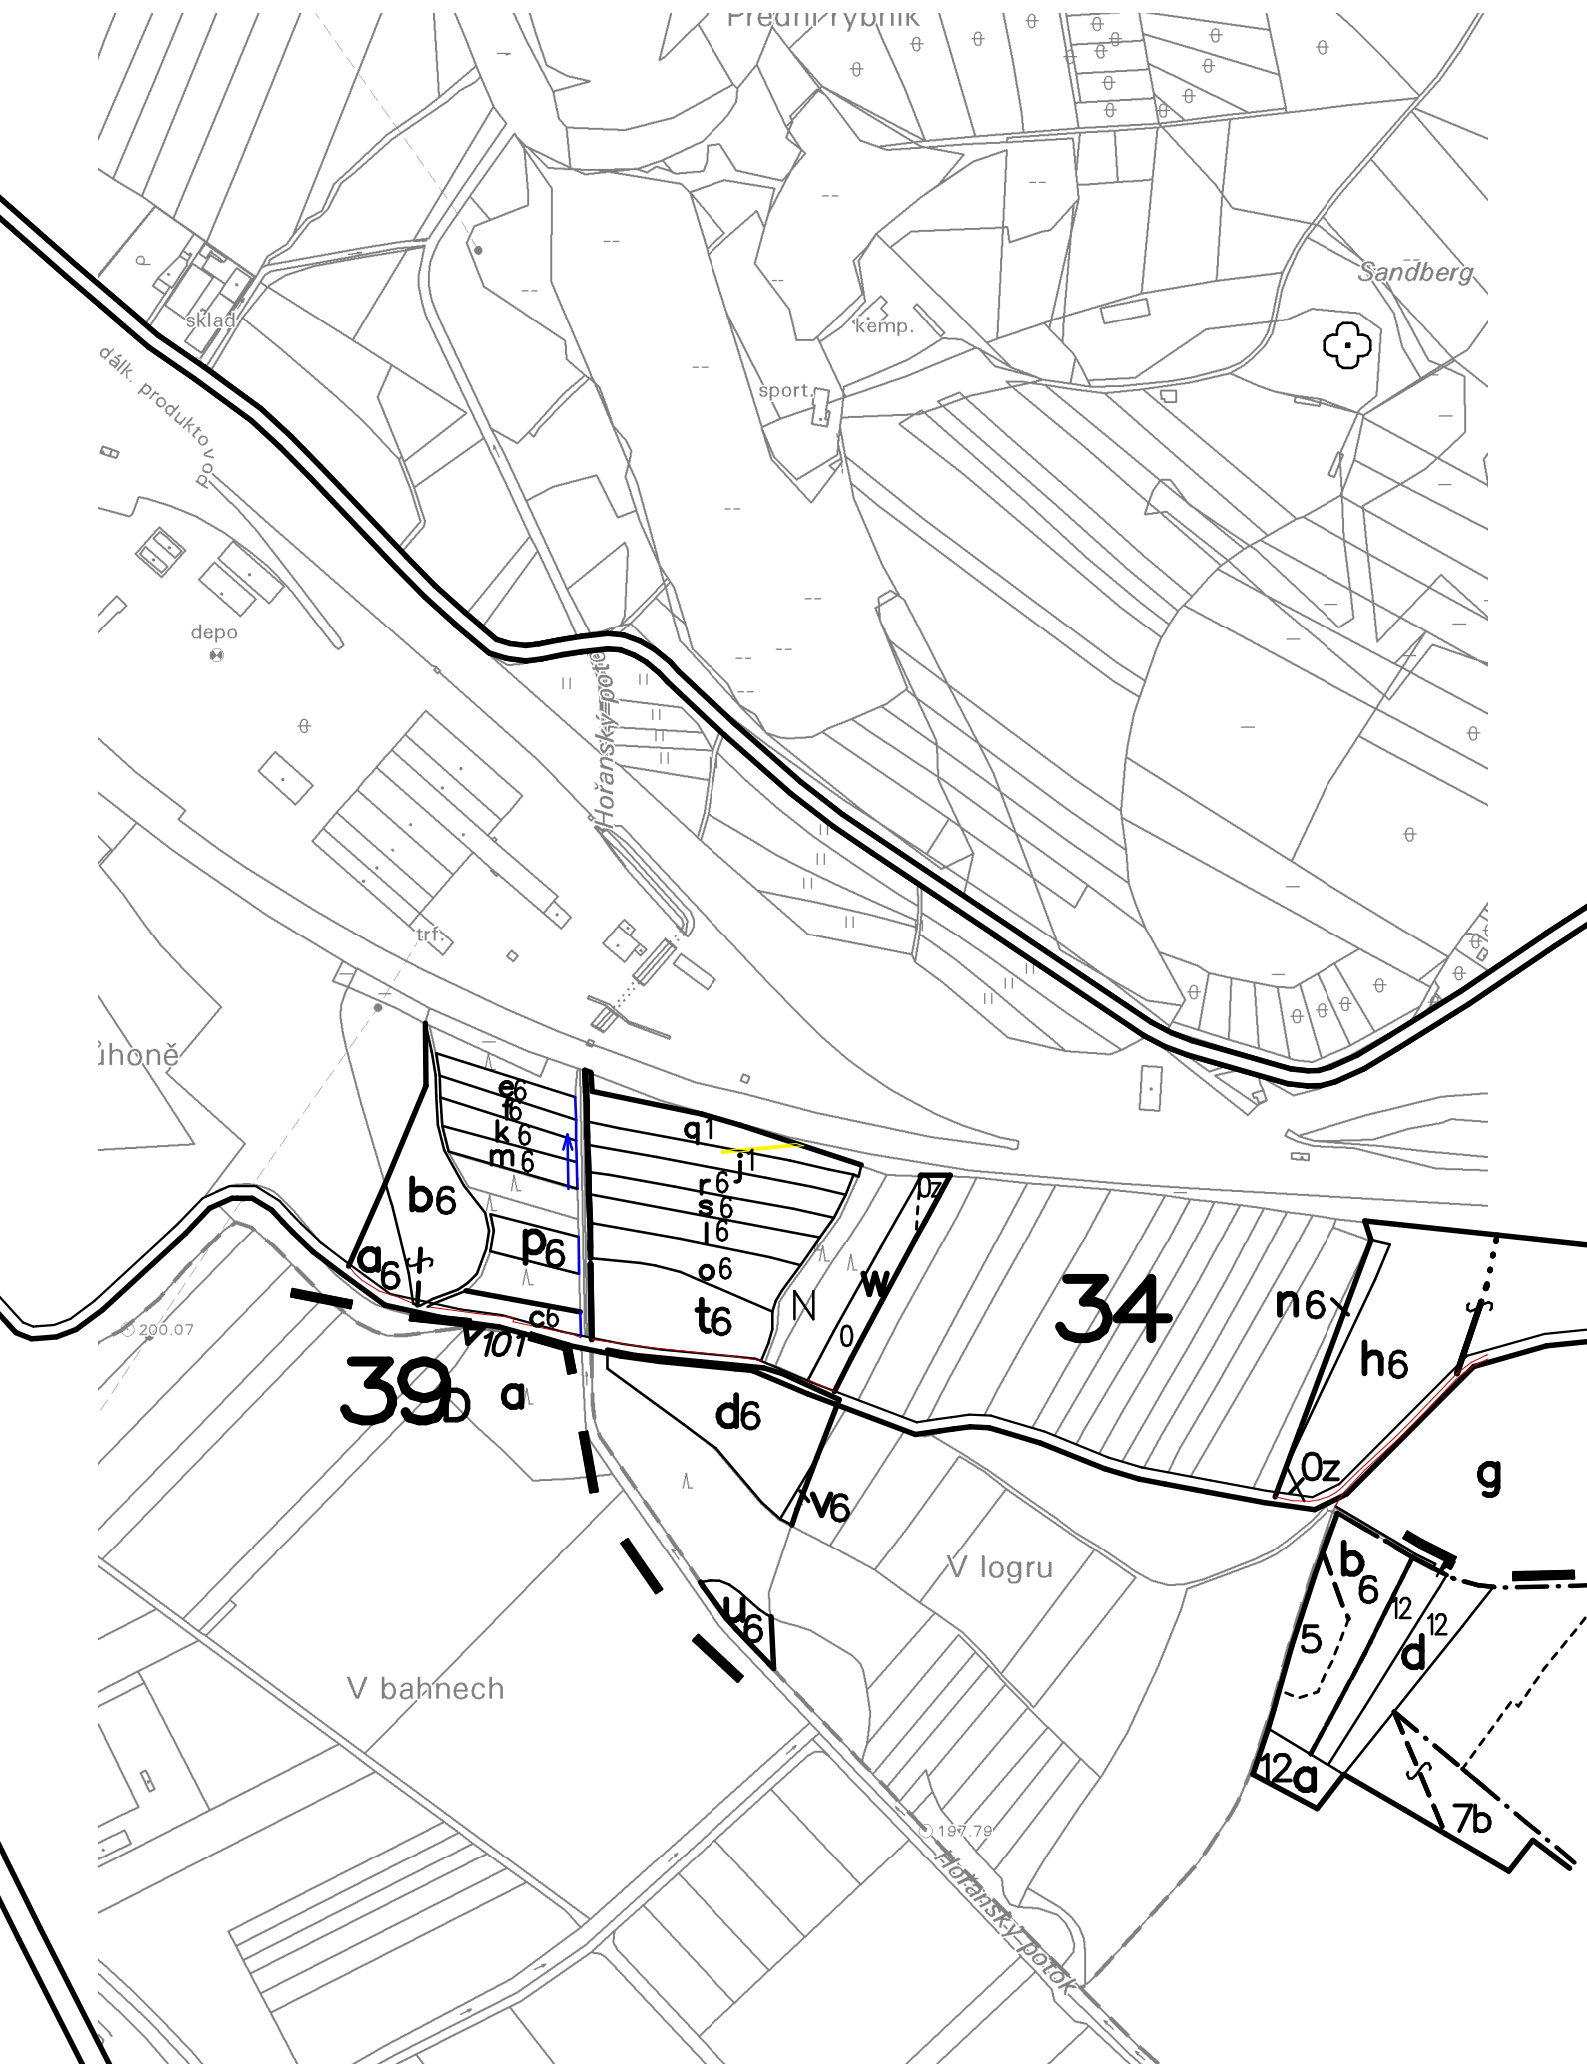 Přední rybník
Sandberg
sklad
kemp.
dálk. produktovod
sport.
depo
Hořanský potok
trf.
úhoně
e6
f6
k6
m6
q1
j1
r6
s6
l6
o6
t6
b6
a6
p6
c6
0z
w
N
0
34
n6
h6
200.07
V101
39
D
a
d6
v6
0z
g
V logru
b6
u6
12
12
5
d
V bahnech
12a
7b
197.79
Hořanský potok